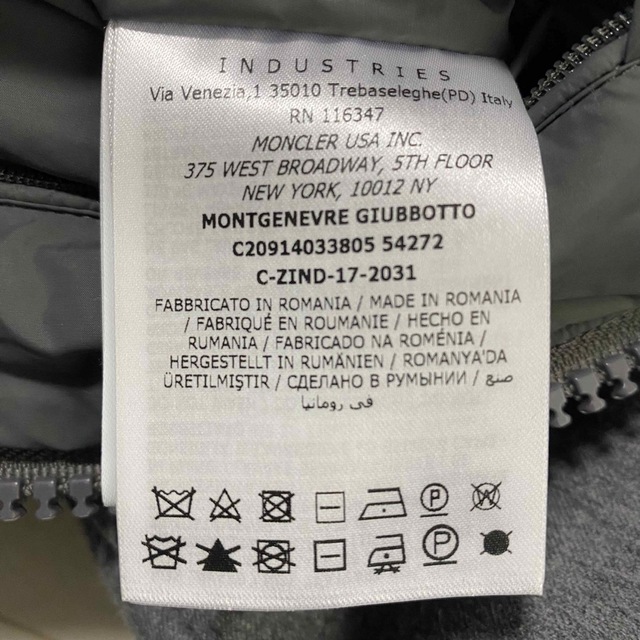 INDUSTRIES
Via Venezia,1 35010 Trebaseleghe(PD) Italy
RN 116347
MONCLER USA INC.
375 WEST BROADWAY, 5TH FLOOR
NEW YORK, 10012 NY
MONTGENEVRE GIUBBOTTO
C20914033805 54272
C-ZIND-17-2031
FABBRICATO IN ROMANIA / MADE IN ROMANIA
/ FABRIQUÉ EN ROUMANIE / HECHO EN
RUMANIA / FABRICADO NA ROMÉNIA /
HERGESTELLT IN RUMÄNIEN / ROMANYA'DA
ÜRETILMIŞTIR / СДЕЛАНО В РУМЫНИИ / صنع
في رومانيا
P W
P